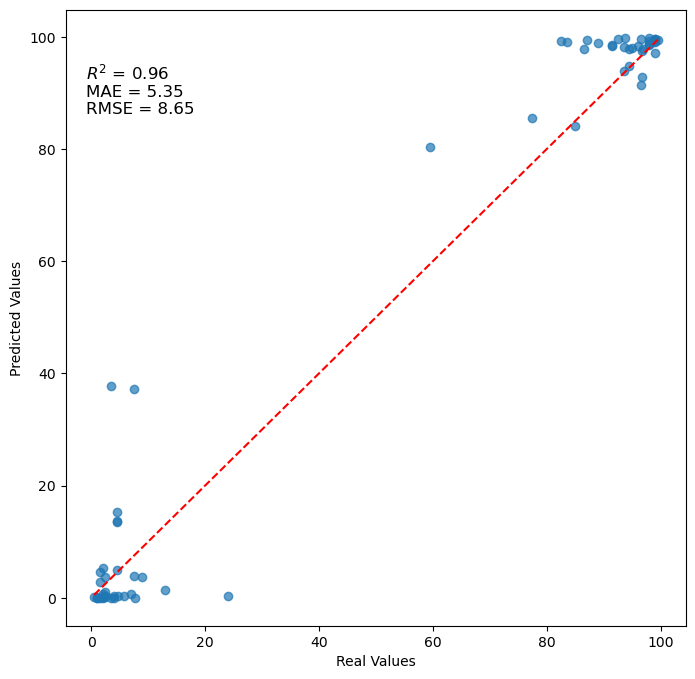 R² = 0.96
MAE = 5.35
RMSE = 8.65
100
80
60
40
20
0
Predicted Values
0 20 40 60 80 100
Real Values